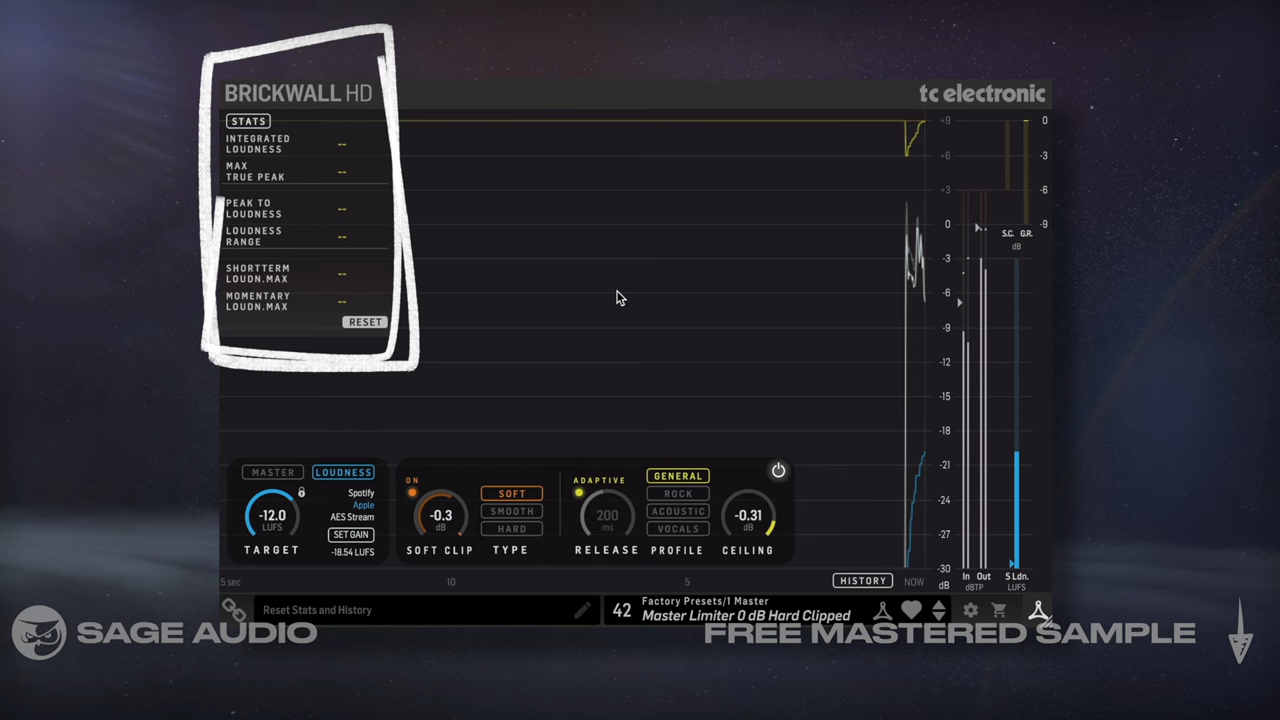 BRICKWALL HD
tc electronic
STATS
INTEGRATED
LOUDNESS --
MAX
TRUE PEAK --
PEAK TO
LOUDNESS --
LOUDNESS
RANGE --
SHORTTERM
LOUDN.MAX --
MOMENTARY
LOUDN.MAX --
RESET
+9
+6
+3
0
-3
-6
-9
-12
-15
-18
-21
-24
-27
-30
dB
0
-3
-6
-9
S.C. G.R.
dB
In Out
dBTP
S Ldn.
LUFS
MASTER LOUDNESS
-12.0
LUFS
TARGET
Spotify
Apple
AES Stream
SET GAIN
-18.54 LUFS
ON
-0.3
dB
SOFT CLIP
SOFT
SMOOTH
HARD
TYPE
ADAPTIVE
200
ms
RELEASE
GENERAL
ROCK
ACOUSTIC
VOCALS
PROFILE
-0.31
dB
CEILING
5 sec 10 5 HISTORY NOW
Reset Stats and History
42
Factory Presets/1 Master
Master Limiter 0 dB Hard Clipped
SAGE AUDIO
FREE MASTERED SAMPLE